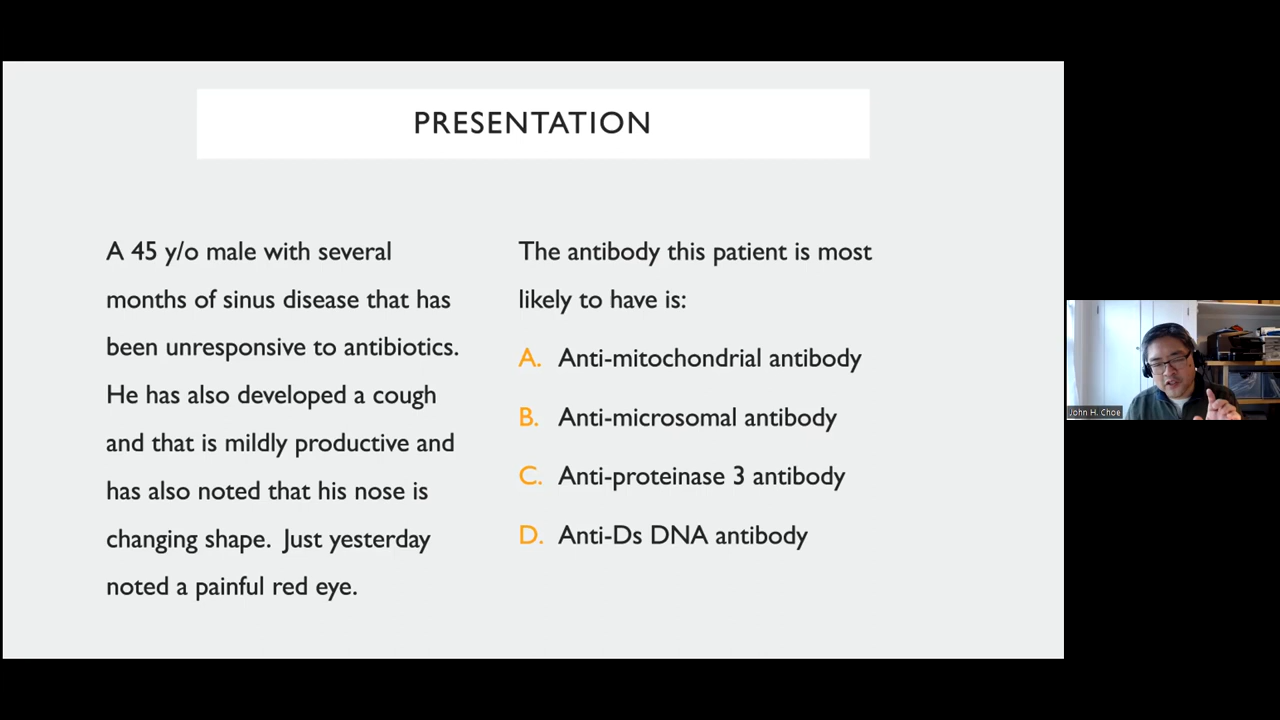 PRESENTATION
A 45 y/o male with several
months of sinus disease that has
been unresponsive to antibiotics.
He has also developed a cough
and that is mildly productive and
has also noted that his nose is
changing shape.  Just yesterday
noted a painful red eye.
The antibody this patient is most
likely to have is:
A. Anti-mitochondrial antibody
B. Anti-microsomal antibody
C. Anti-proteinase 3 antibody
D. Anti-Ds DNA antibody
John H. Choe